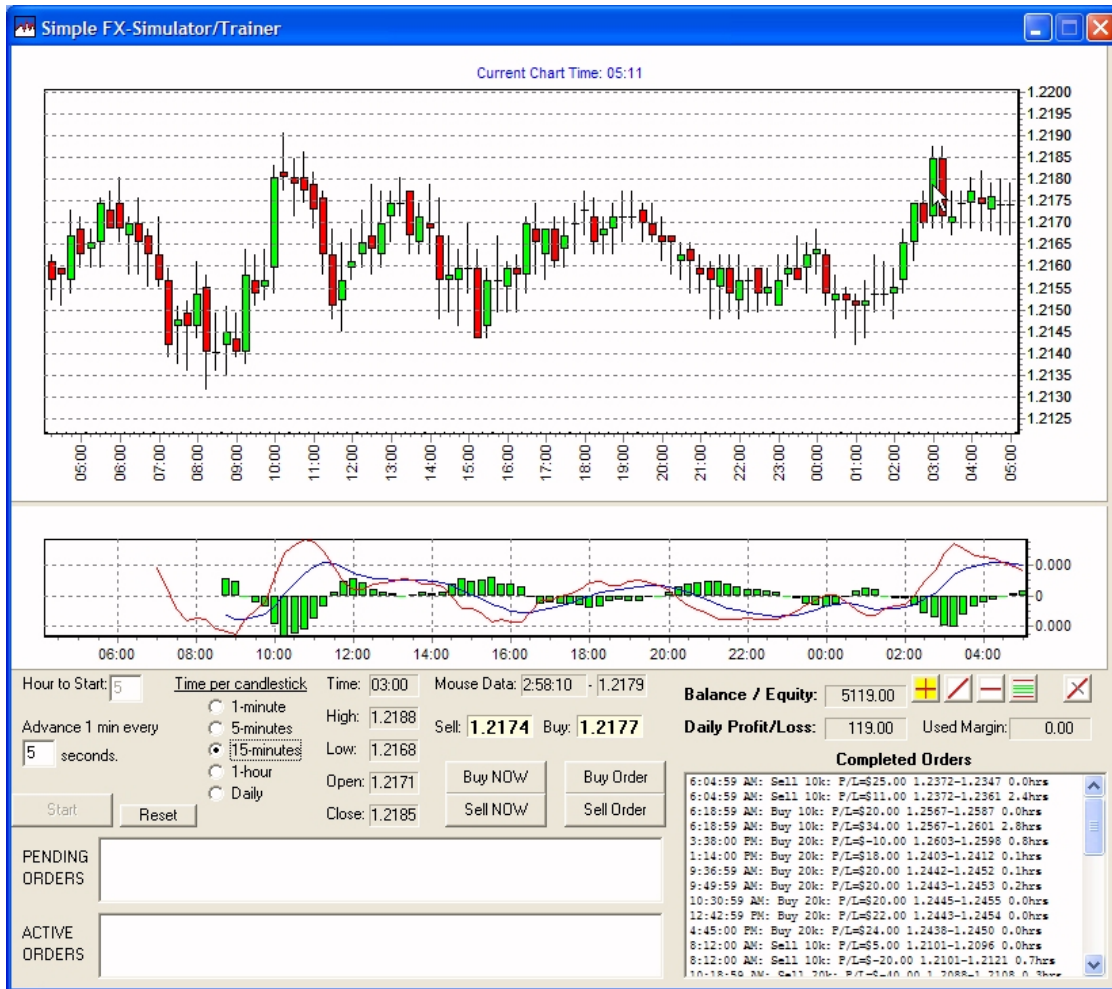 Simple FX-Simulator/Trainer
Current Chart Time: 05:11
1.2200
1.2195
1.2190
1.2185
1.2180
1.2175
1.2170
1.2165
1.2160
1.2155
1.2150
1.2145
1.2140
1.2135
1.2130
1.2125
05:00 06:00 07:00 08:00 09:00 10:00 11:00 12:00 13:00 14:00 15:00 16:00 17:00 18:00 19:00 20:00 21:00 22:00 23:00 00:00 01:00 02:00 03:00 04:00 05:00
0.000
0
0.000
06:00 08:00 10:00 12:00 14:00 16:00 18:00 20:00 22:00 00:00 02:00 04:00
Hour to Start: 5
Advance 1 min every
5 seconds.
Start Reset
Time per candlestick
1-minute
5-minutes
15-minutes
1-hour
Daily
Time: 03:00
High: 1.2188
Low: 1.2168
Open: 1.2171
Close: 1.2185
Mouse Data: 2:58:10 - 1.2179
Sell: 1.2174 Buy: 1.2177
Buy NOW Buy Order
Sell NOW Sell Order
Balance / Equity: 5119.00
Daily Profit/Loss: 119.00 Used Margin: 0.00
Completed Orders
6:04:59 AM: Sell 10k: P/L=$25.00 1.2372-1.2347 0.0hrs
6:04:59 AM: Sell 10k: P/L=$11.00 1.2372-1.2361 2.4hrs
6:18:59 AM: Buy 10k: P/L=$20.00 1.2567-1.2587 0.0hrs
6:18:59 AM: Buy 10k: P/L=$34.00 1.2567-1.2601 2.8hrs
3:38:00 PM: Buy 20k: P/L=$-10.00 1.2603-1.2598 0.8hrs
1:14:00 PM: Buy 20k: P/L=$18.00 1.2403-1.2412 0.1hrs
9:36:59 AM: Buy 20k: P/L=$20.00 1.2442-1.2452 0.1hrs
9:49:59 AM: Buy 20k: P/L=$20.00 1.2443-1.2453 0.2hrs
10:30:59 AM: Buy 20k: P/L=$20.00 1.2445-1.2455 0.0hrs
12:42:59 PM: Buy 20k: P/L=$22.00 1.2443-1.2454 0.0hrs
4:45:00 PM: Buy 20k: P/L=$24.00 1.2438-1.2450 0.0hrs
8:12:00 AM: Sell 10k: P/L=$5.00 1.2101-1.2096 0.0hrs
8:12:00 AM: Sell 10k: P/L=$-20.00 1.2101-1.2121 0.7hrs
10:18:59 AM: Sell 20k: P/L=$-40.00 1.2088-1.2108 0.3hrs
PENDING
ORDERS
ACTIVE
ORDERS